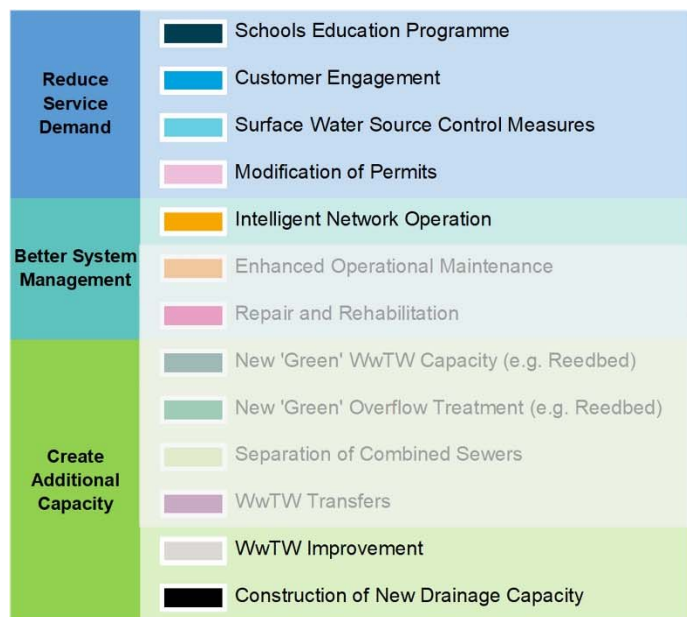 Reduce
Service
Demand
Schools Education Programme
Customer Engagement
Surface Water Source Control Measures
Modification of Permits
Better System
Management
Intelligent Network Operation
Enhanced Operational Maintenance
Repair and Rehabilitation
Create
Additional
Capacity
New 'Green' WwTW Capacity (e.g. Reedbed)
New 'Green' Overflow Treatment (e.g. Reedbed)
Separation of Combined Sewers
WwTW Transfers
WwTW Improvement
Construction of New Drainage Capacity